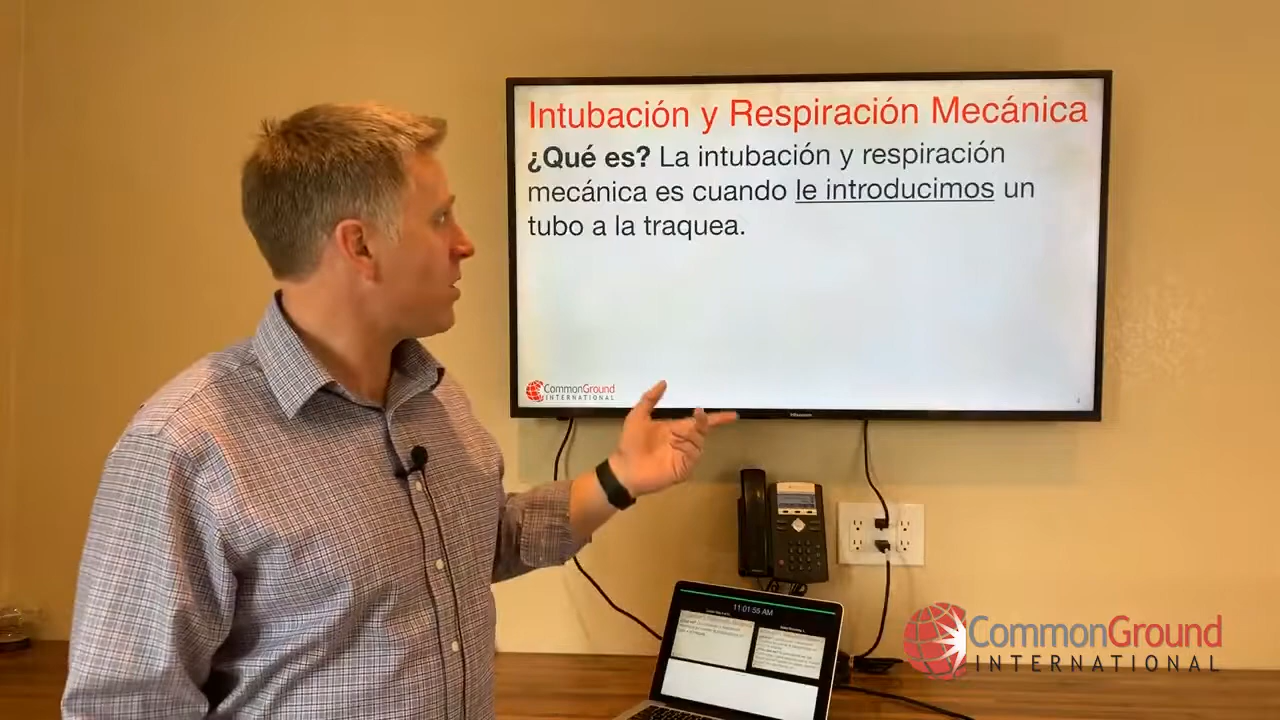 Intubación y Respiración Mecánica
¿Qué es? La intubación y respiración
mecánica es cuando le introducimos un
tubo a la traquea.
CommonGround
INTERNATIONAL
Hisense
11:01:55 AM
CommonGround
INTERNATIONAL